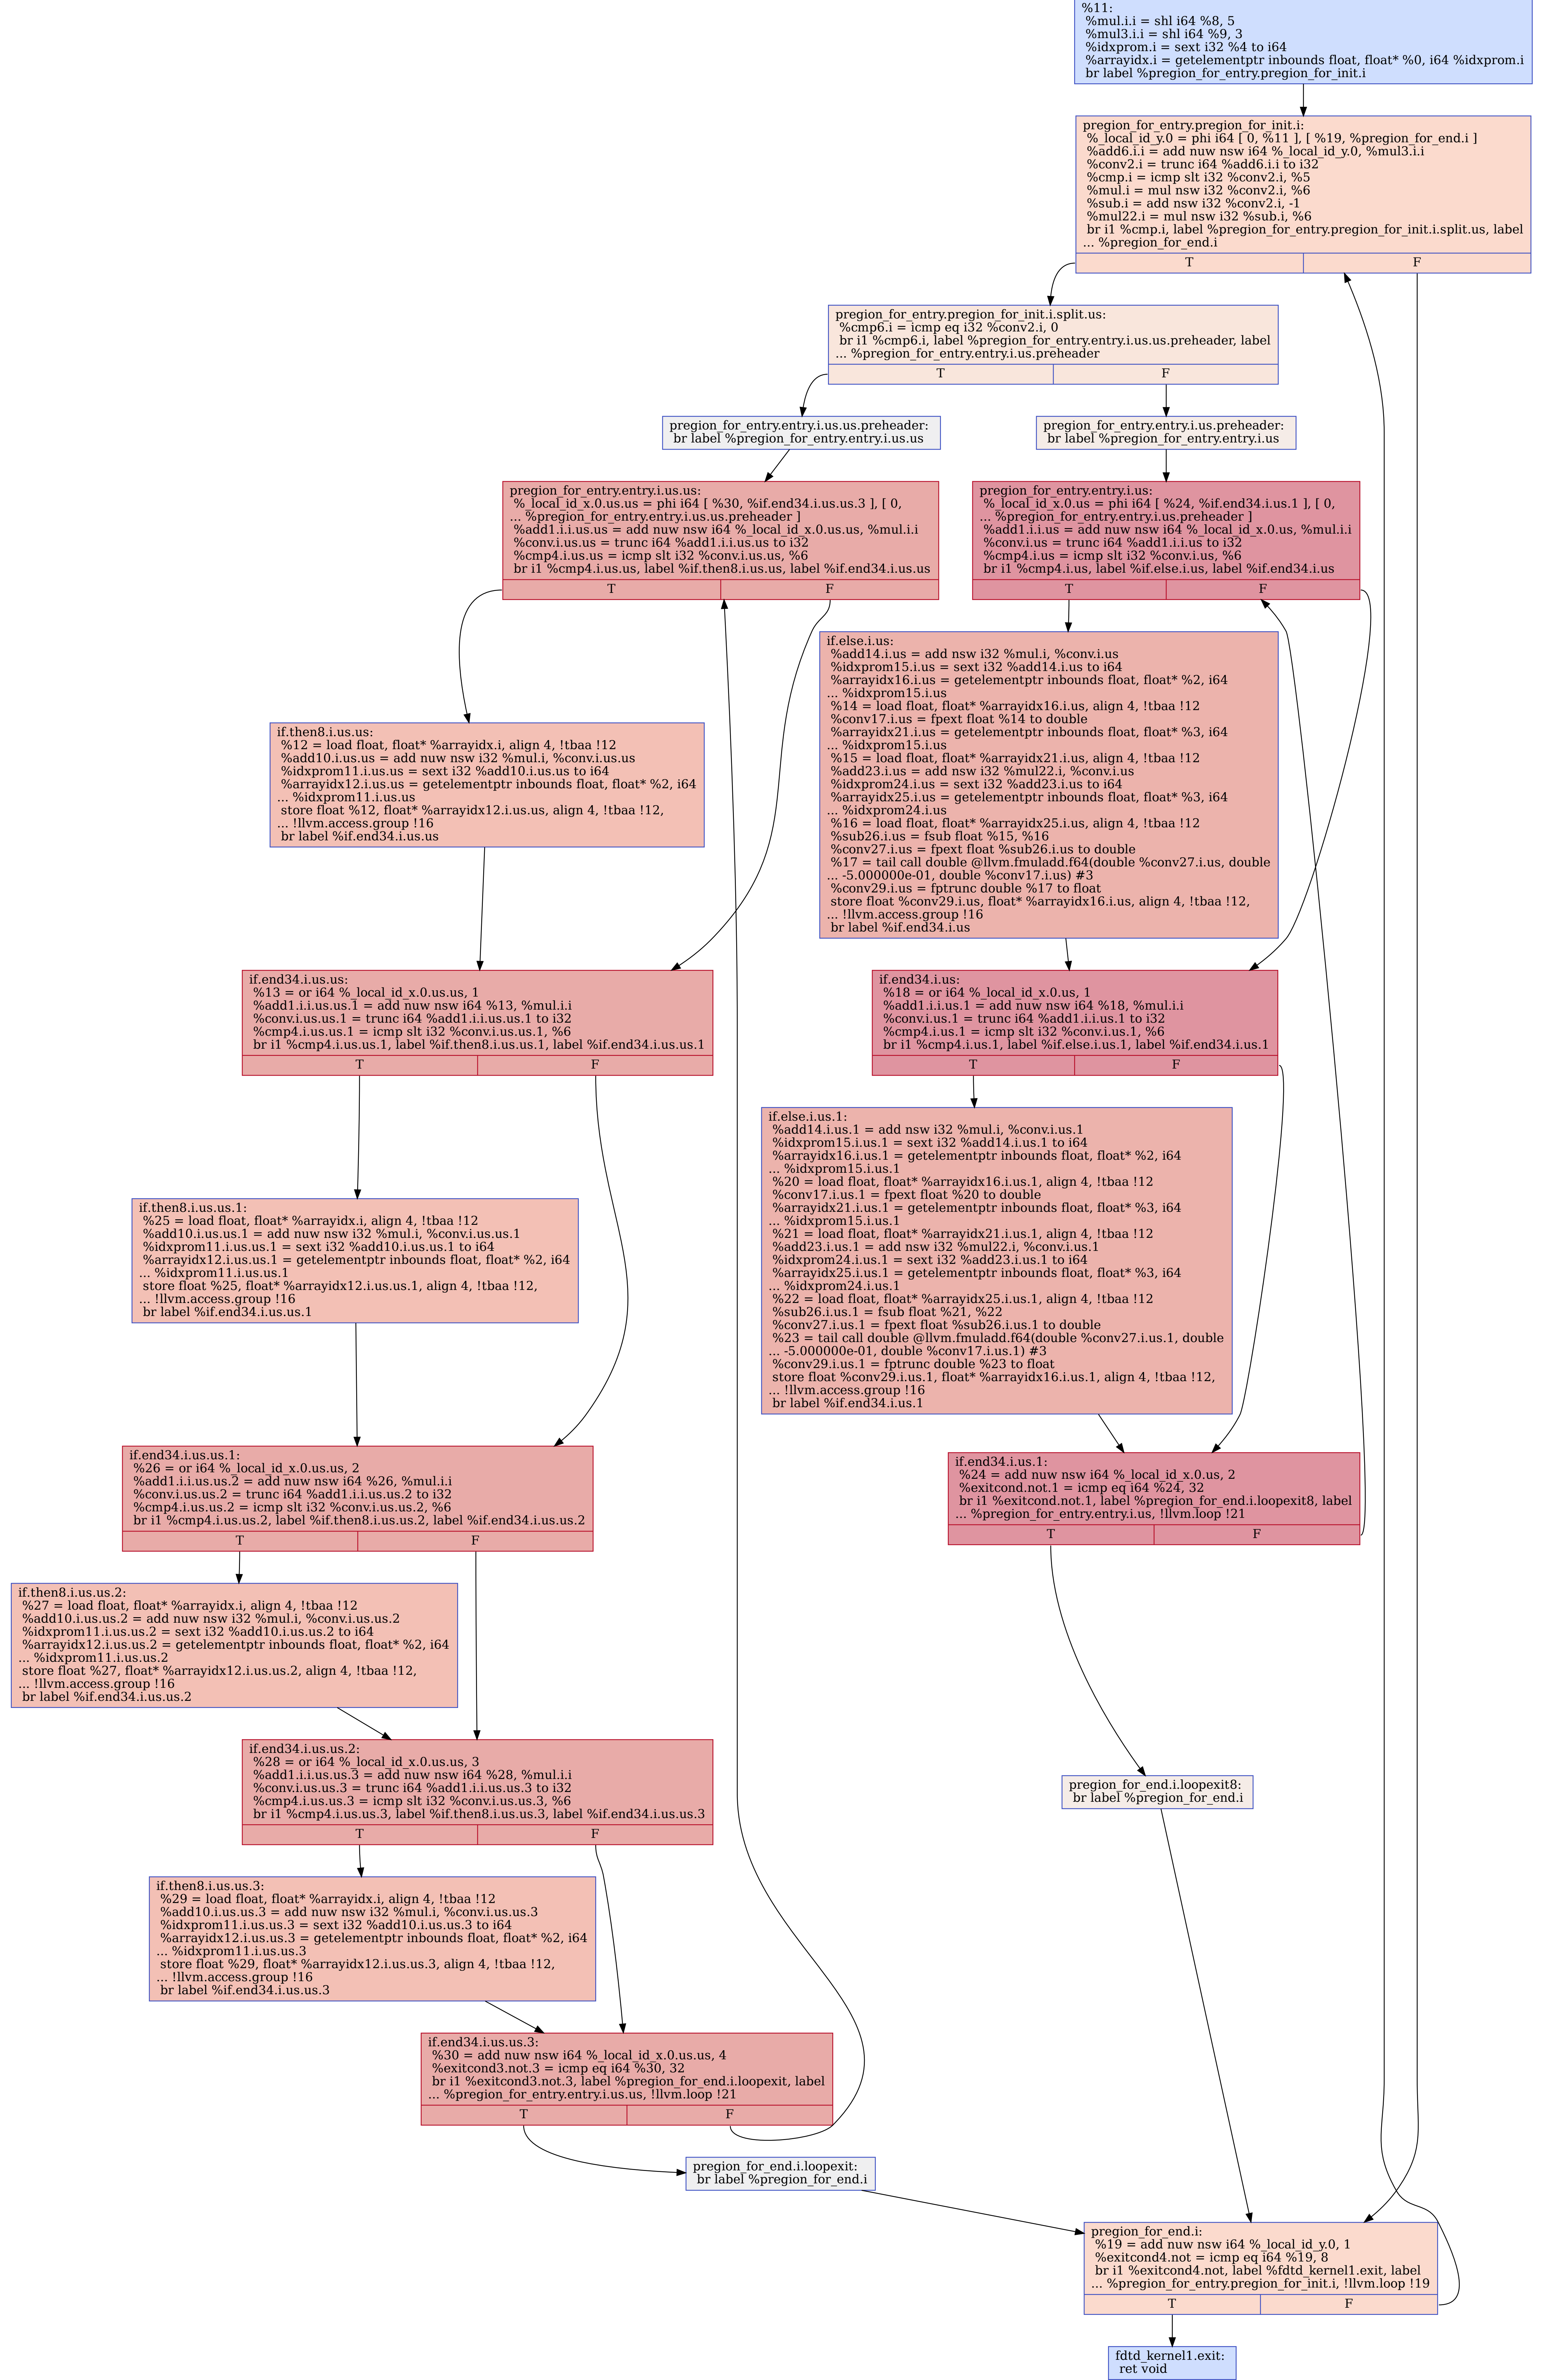 %11:
%mul.i.i = shl i64 %8, 5
%mul3.i.i = shl i64 %9, 3
%idxprom.i = sext i32 %4 to i64
%arrayidx.i = getelementptr inbounds float, float* %0, i64 %idxprom.i
br label %pregion_for_entry.pregion_for_init.i
pregion_for_entry.pregion_for_init.i:
%_local_id_y.0 = phi i64 [ 0, %11 ], [ %19, %pregion_for_end.i ]
%add6.i.i = add nuw nsw i64 %_local_id_y.0, %mul3.i.i
%conv2.i = trunc i64 %add6.i.i to i32
%cmp.i = icmp slt i32 %conv2.i, %5
%mul.i = mul nsw i32 %conv2.i, %6
%sub.i = add nsw i32 %conv2.i, -1
%mul22.i = mul nsw i32 %sub.i, %6
br i1 %cmp.i, label %pregion_for_entry.pregion_for_init.i.split.us, label
... %pregion_for_end.i
T F
pregion_for_entry.pregion_for_init.i.split.us:
%cmp6.i = icmp eq i32 %conv2.i, 0
br i1 %cmp6.i, label %pregion_for_entry.entry.i.us.us.preheader, label
... %pregion_for_entry.entry.i.us.preheader
T F
pregion_for_entry.entry.i.us.us.preheader:
br label %pregion_for_entry.entry.i.us.us
pregion_for_entry.entry.i.us.preheader:
br label %pregion_for_entry.entry.i.us
pregion_for_entry.entry.i.us.us:
%_local_id_x.0.us.us = phi i64 [ %30, %if.end34.i.us.us.3 ], [ 0,
... %pregion_for_entry.entry.i.us.us.preheader ]
%add1.i.i.us.us = add nuw nsw i64 %_local_id_x.0.us.us, %mul.i.i
%conv.i.us.us = trunc i64 %add1.i.i.us.us to i32
%cmp4.i.us.us = icmp slt i32 %conv.i.us.us, %6
br i1 %cmp4.i.us.us, label %if.then8.i.us.us, label %if.end34.i.us.us
T F
pregion_for_entry.entry.i.us:
%_local_id_x.0.us = phi i64 [ %24, %if.end34.i.us.1 ], [ 0,
... %pregion_for_entry.entry.i.us.preheader ]
%add1.i.i.us = add nuw nsw i64 %_local_id_x.0.us, %mul.i.i
%conv.i.us = trunc i64 %add1.i.i.us to i32
%cmp4.i.us = icmp slt i32 %conv.i.us, %6
br i1 %cmp4.i.us, label %if.else.i.us, label %if.end34.i.us
T F
if.else.i.us:
%add14.i.us = add nsw i32 %mul.i, %conv.i.us
%idxprom15.i.us = sext i32 %add14.i.us to i64
%arrayidx16.i.us = getelementptr inbounds float, float* %2, i64
... %idxprom15.i.us
%14 = load float, float* %arrayidx16.i.us, align 4, !tbaa !12
%conv17.i.us = fpext float %14 to double
%arrayidx21.i.us = getelementptr inbounds float, float* %3, i64
... %idxprom15.i.us
%15 = load float, float* %arrayidx21.i.us, align 4, !tbaa !12
%add23.i.us = add nsw i32 %mul22.i, %conv.i.us
%idxprom24.i.us = sext i32 %add23.i.us to i64
%arrayidx25.i.us = getelementptr inbounds float, float* %3, i64
... %idxprom24.i.us
%16 = load float, float* %arrayidx25.i.us, align 4, !tbaa !12
%sub26.i.us = fsub float %15, %16
%conv27.i.us = fpext float %sub26.i.us to double
%17 = tail call double @llvm.fmuladd.f64(double %conv27.i.us, double
... -5.000000e-01, double %conv17.i.us) #3
%conv29.i.us = fptrunc double %17 to float
store float %conv29.i.us, float* %arrayidx16.i.us, align 4, !tbaa !12,
... !llvm.access.group !16
br label %if.end34.i.us
if.then8.i.us.us:
%12 = load float, float* %arrayidx.i, align 4, !tbaa !12
%add10.i.us.us = add nuw nsw i32 %mul.i, %conv.i.us.us
%idxprom11.i.us.us = sext i32 %add10.i.us.us to i64
%arrayidx12.i.us.us = getelementptr inbounds float, float* %2, i64
... %idxprom11.i.us.us
store float %12, float* %arrayidx12.i.us.us, align 4, !tbaa !12,
... !llvm.access.group !16
br label %if.end34.i.us.us
if.end34.i.us.us:
%13 = or i64 %_local_id_x.0.us.us, 1
%add1.i.i.us.us.1 = add nuw nsw i64 %13, %mul.i.i
%conv.i.us.us.1 = trunc i64 %add1.i.i.us.us.1 to i32
%cmp4.i.us.us.1 = icmp slt i32 %conv.i.us.us.1, %6
br i1 %cmp4.i.us.us.1, label %if.then8.i.us.us.1, label %if.end34.i.us.us.1
T F
if.end34.i.us:
%18 = or i64 %_local_id_x.0.us, 1
%add1.i.i.us.1 = add nuw nsw i64 %18, %mul.i.i
%conv.i.us.1 = trunc i64 %add1.i.i.us.1 to i32
%cmp4.i.us.1 = icmp slt i32 %conv.i.us.1, %6
br i1 %cmp4.i.us.1, label %if.else.i.us.1, label %if.end34.i.us.1
T F
if.else.i.us.1:
%add14.i.us.1 = add nsw i32 %mul.i, %conv.i.us.1
%idxprom15.i.us.1 = sext i32 %add14.i.us.1 to i64
%arrayidx16.i.us.1 = getelementptr inbounds float, float* %2, i64
... %idxprom15.i.us.1
%20 = load float, float* %arrayidx16.i.us.1, align 4, !tbaa !12
%conv17.i.us.1 = fpext float %20 to double
%arrayidx21.i.us.1 = getelementptr inbounds float, float* %3, i64
... %idxprom15.i.us.1
%21 = load float, float* %arrayidx21.i.us.1, align 4, !tbaa !12
%add23.i.us.1 = add nsw i32 %mul22.i, %conv.i.us.1
%idxprom24.i.us.1 = sext i32 %add23.i.us.1 to i64
%arrayidx25.i.us.1 = getelementptr inbounds float, float* %3, i64
... %idxprom24.i.us.1
%22 = load float, float* %arrayidx25.i.us.1, align 4, !tbaa !12
%sub26.i.us.1 = fsub float %21, %22
%conv27.i.us.1 = fpext float %sub26.i.us.1 to double
%23 = tail call double @llvm.fmuladd.f64(double %conv27.i.us.1, double
... -5.000000e-01, double %conv17.i.us.1) #3
%conv29.i.us.1 = fptrunc double %23 to float
store float %conv29.i.us.1, float* %arrayidx16.i.us.1, align 4, !tbaa !12,
... !llvm.access.group !16
br label %if.end34.i.us.1
if.then8.i.us.us.1:
%25 = load float, float* %arrayidx.i, align 4, !tbaa !12
%add10.i.us.us.1 = add nuw nsw i32 %mul.i, %conv.i.us.us.1
%idxprom11.i.us.us.1 = sext i32 %add10.i.us.us.1 to i64
%arrayidx12.i.us.us.1 = getelementptr inbounds float, float* %2, i64
... %idxprom11.i.us.us.1
store float %25, float* %arrayidx12.i.us.us.1, align 4, !tbaa !12,
... !llvm.access.group !16
br label %if.end34.i.us.us.1
if.end34.i.us.us.1:
%26 = or i64 %_local_id_x.0.us.us, 2
%add1.i.i.us.us.2 = add nuw nsw i64 %26, %mul.i.i
%conv.i.us.us.2 = trunc i64 %add1.i.i.us.us.2 to i32
%cmp4.i.us.us.2 = icmp slt i32 %conv.i.us.us.2, %6
br i1 %cmp4.i.us.us.2, label %if.then8.i.us.us.2, label %if.end34.i.us.us.2
T F
if.end34.i.us.1:
%24 = add nuw nsw i64 %_local_id_x.0.us, 2
%exitcond.not.1 = icmp eq i64 %24, 32
br i1 %exitcond.not.1, label %pregion_for_end.i.loopexit8, label
... %pregion_for_entry.entry.i.us, !llvm.loop !21
T F
if.then8.i.us.us.2:
%27 = load float, float* %arrayidx.i, align 4, !tbaa !12
%add10.i.us.us.2 = add nuw nsw i32 %mul.i, %conv.i.us.us.2
%idxprom11.i.us.us.2 = sext i32 %add10.i.us.us.2 to i64
%arrayidx12.i.us.us.2 = getelementptr inbounds float, float* %2, i64
... %idxprom11.i.us.us.2
store float %27, float* %arrayidx12.i.us.us.2, align 4, !tbaa !12,
... !llvm.access.group !16
br label %if.end34.i.us.us.2
if.end34.i.us.us.2:
%28 = or i64 %_local_id_x.0.us.us, 3
%add1.i.i.us.us.3 = add nuw nsw i64 %28, %mul.i.i
%conv.i.us.us.3 = trunc i64 %add1.i.i.us.us.3 to i32
%cmp4.i.us.us.3 = icmp slt i32 %conv.i.us.us.3, %6
br i1 %cmp4.i.us.us.3, label %if.then8.i.us.us.3, label %if.end34.i.us.us.3
T F
pregion_for_end.i.loopexit8:
br label %pregion_for_end.i
if.then8.i.us.us.3:
%29 = load float, float* %arrayidx.i, align 4, !tbaa !12
%add10.i.us.us.3 = add nuw nsw i32 %mul.i, %conv.i.us.us.3
%idxprom11.i.us.us.3 = sext i32 %add10.i.us.us.3 to i64
%arrayidx12.i.us.us.3 = getelementptr inbounds float, float* %2, i64
... %idxprom11.i.us.us.3
store float %29, float* %arrayidx12.i.us.us.3, align 4, !tbaa !12,
... !llvm.access.group !16
br label %if.end34.i.us.us.3
if.end34.i.us.us.3:
%30 = add nuw nsw i64 %_local_id_x.0.us.us, 4
%exitcond3.not.3 = icmp eq i64 %30, 32
br i1 %exitcond3.not.3, label %pregion_for_end.i.loopexit, label
... %pregion_for_entry.entry.i.us.us, !llvm.loop !21
T F
pregion_for_end.i.loopexit:
br label %pregion_for_end.i
pregion_for_end.i:
%19 = add nuw nsw i64 %_local_id_y.0, 1
%exitcond4.not = icmp eq i64 %19, 8
br i1 %exitcond4.not, label %fdtd_kernel1.exit, label
... %pregion_for_entry.pregion_for_init.i, !llvm.loop !19
T F
fdtd_kernel1.exit:
ret void